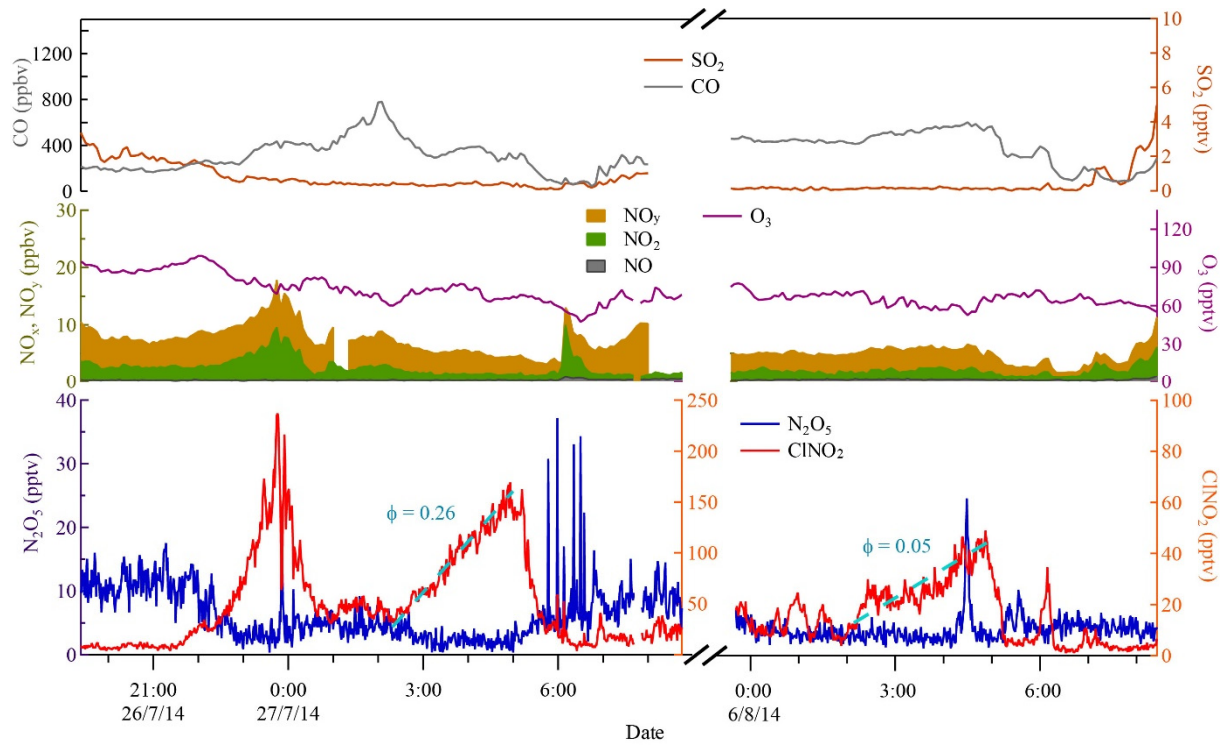 CO (ppbv)
1200
800
400
0
SO₂
CO
10
8
6
4
2
0
SO₂ (pptv)
NOₓ, NOᵧ (ppbv)
30
20
10
0
NOᵧ
NO₂
NO
O₃
120
90
60
30
0
O₃ (pptv)
N₂O₅ (pptv)
40
30
20
10
0
ϕ = 0.26
250
200
150
100
50
0
N₂O₅
ClNO₂
ϕ = 0.05
100
80
60
40
20
0
ClNO₂ (pptv)
21:00 0:00 3:00 6:00 0:00 3:00 6:00
26/7/14 27/7/14 6/8/14
Date